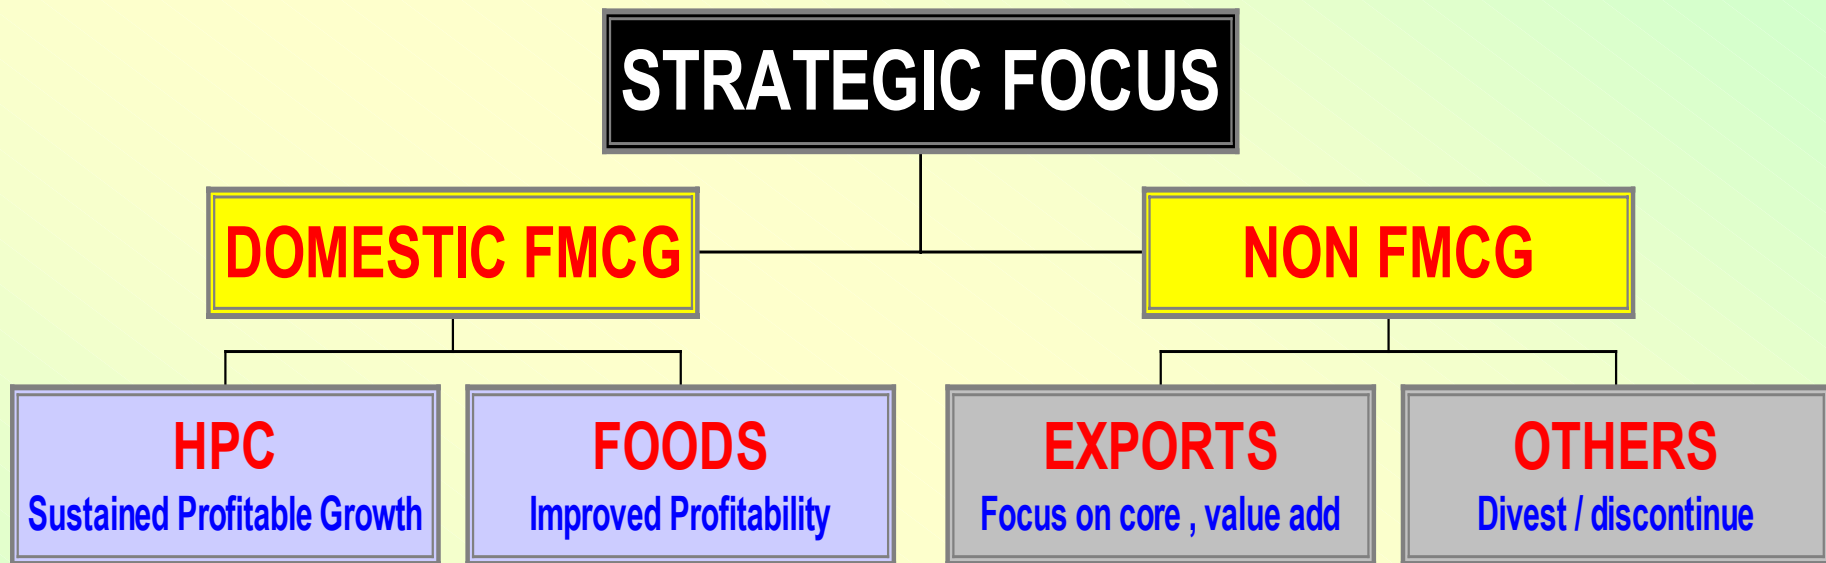 STRATEGIC FOCUS
DOMESTIC FMCG
NON FMCG
HPC
Sustained Profitable Growth
FOODS
Improved Profitability
EXPORTS
Focus on core , value add
OTHERS
Divest / discontinue